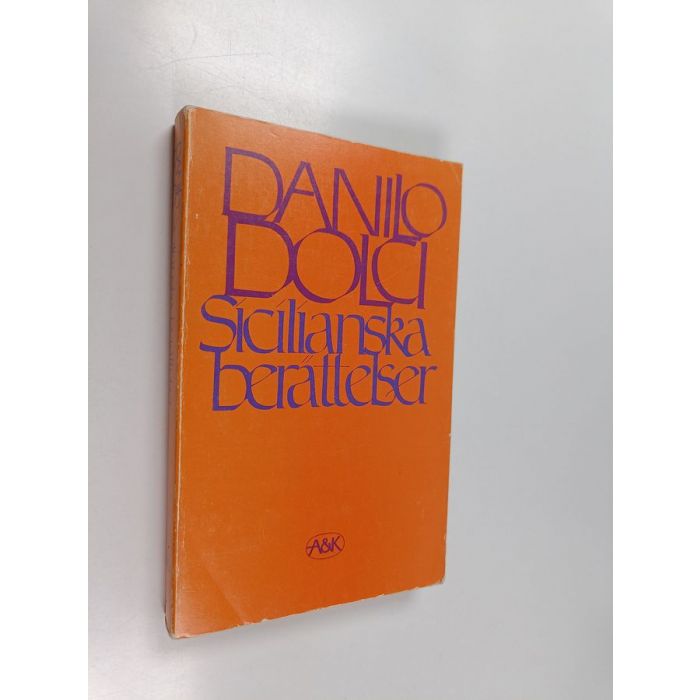 DANILO
DOLCI
Sicilianska
berättelser
A&K